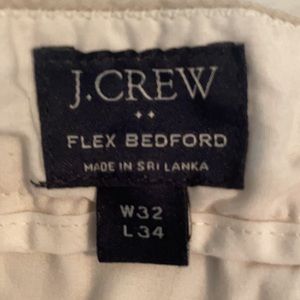 J.CREW
FLEX BEDFORD
MADE IN SRI LANKA
W32
L34